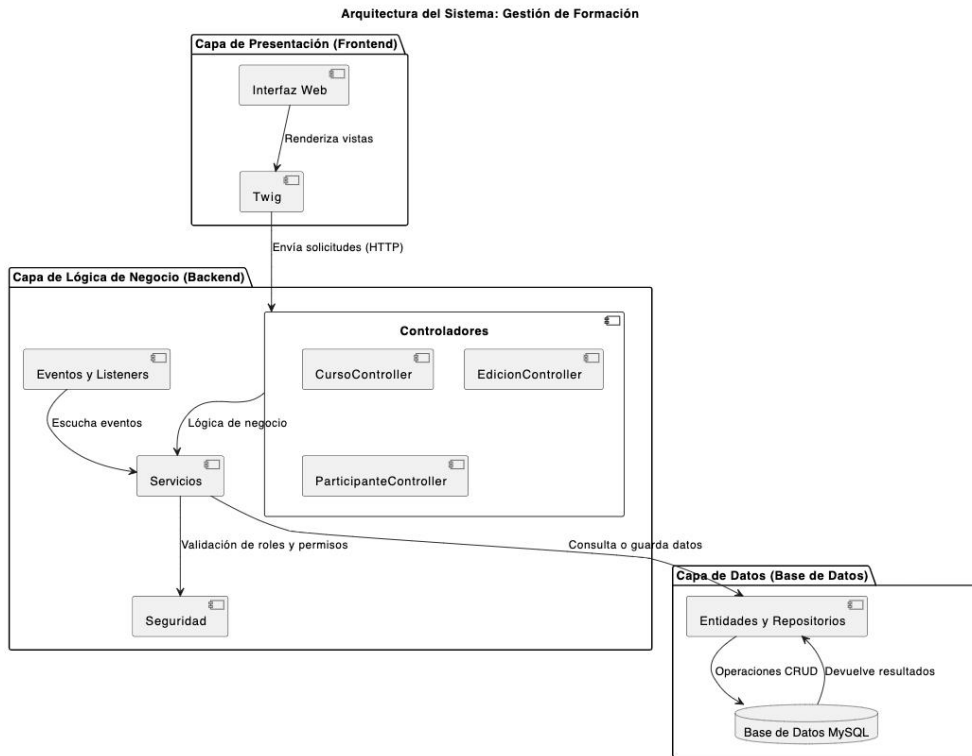 Arquitectura del Sistema: Gestión de Formación
Capa de Presentación (Frontend)
Interfaz Web
Renderiza vistas
Twig
Envía solicitudes (HTTP)
Capa de Lógica de Negocio (Backend)
Controladores
Eventos y Listeners
CursoController
EdicionController
Escucha eventos
Lógica de negocio
Servicios
ParticipanteController
Validación de roles y permisos
Consulta o guarda datos
Capa de Datos (Base de Datos)
Seguridad
Entidades y Repositorios
Operaciones CRUD
Devuelve resultados
Base de Datos MySQL